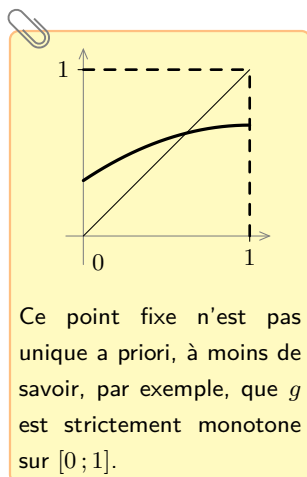 1
0
1
Ce point fixe n'est pas
unique a priori, à moins de
savoir, par exemple, que g
est strictement monotone
sur [0 ; 1].